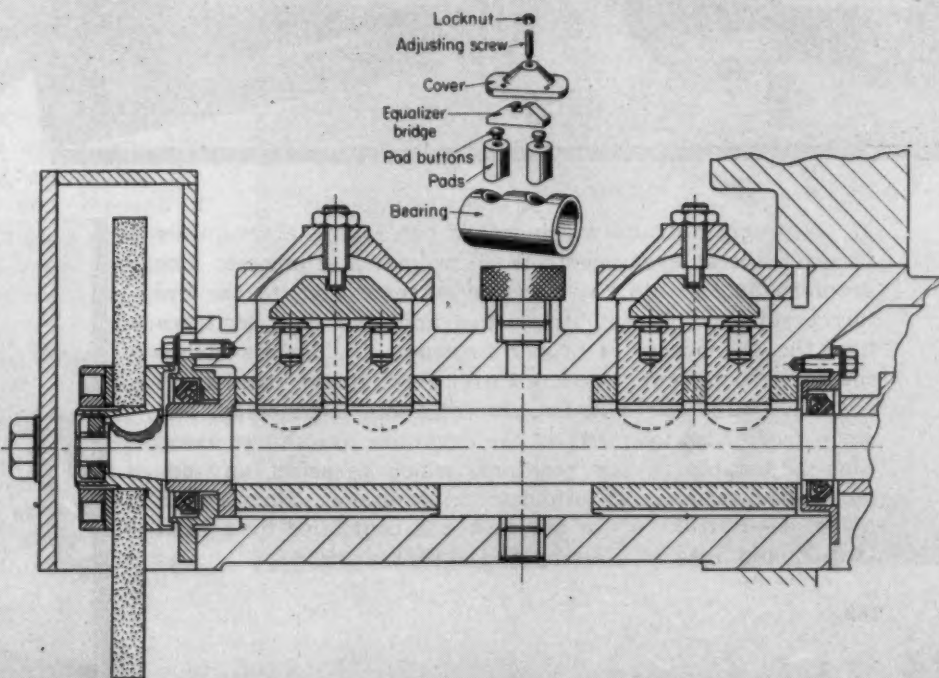 Locknut
Adjusting screw
Cover
Equalizer
bridge
Pad buttons
Pads
Bearing